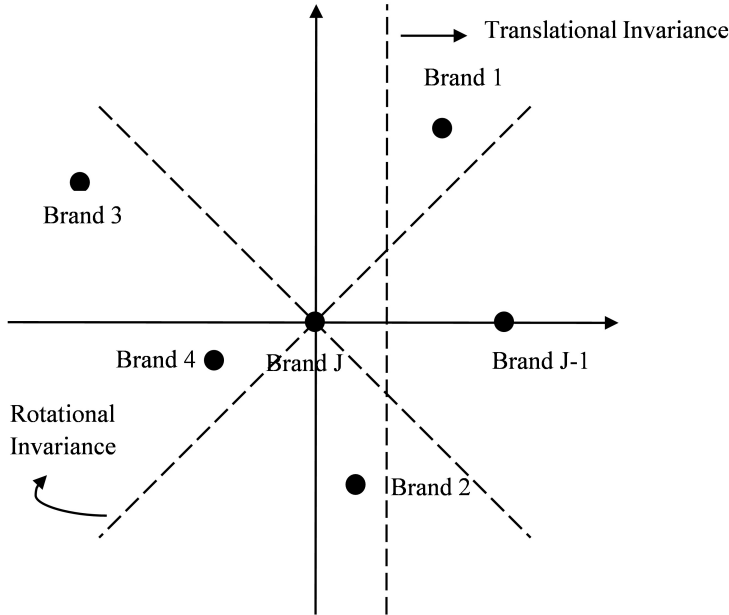 Translational Invariance
Brand 1
Brand 3
Brand 4
Brand J
Brand J-1
Rotational
Invariance
Brand 2